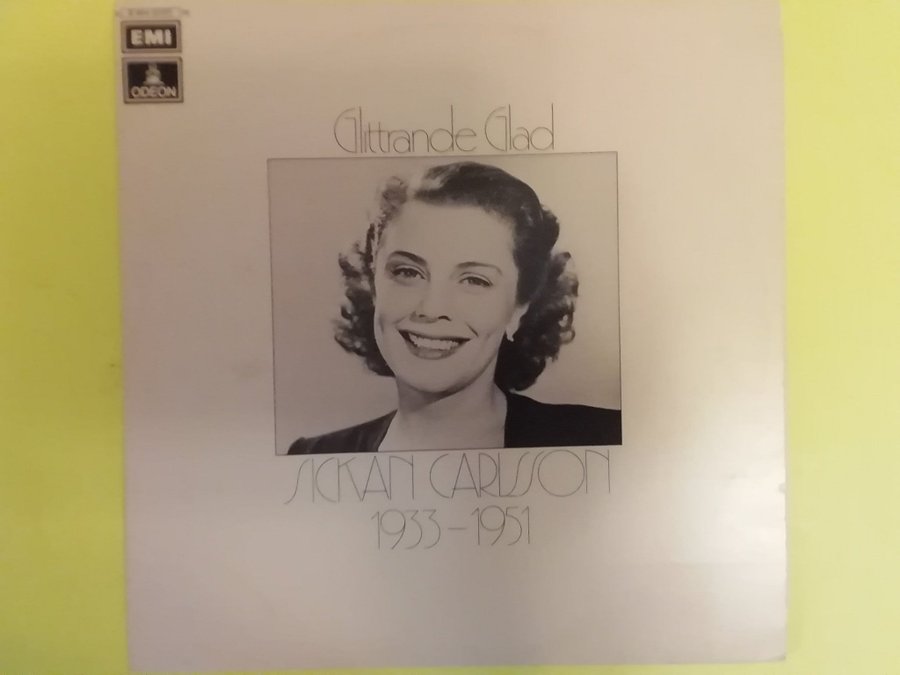 EMI
ODEON
Glittrande Glad
SICKAN CARLSSON
1933–1951